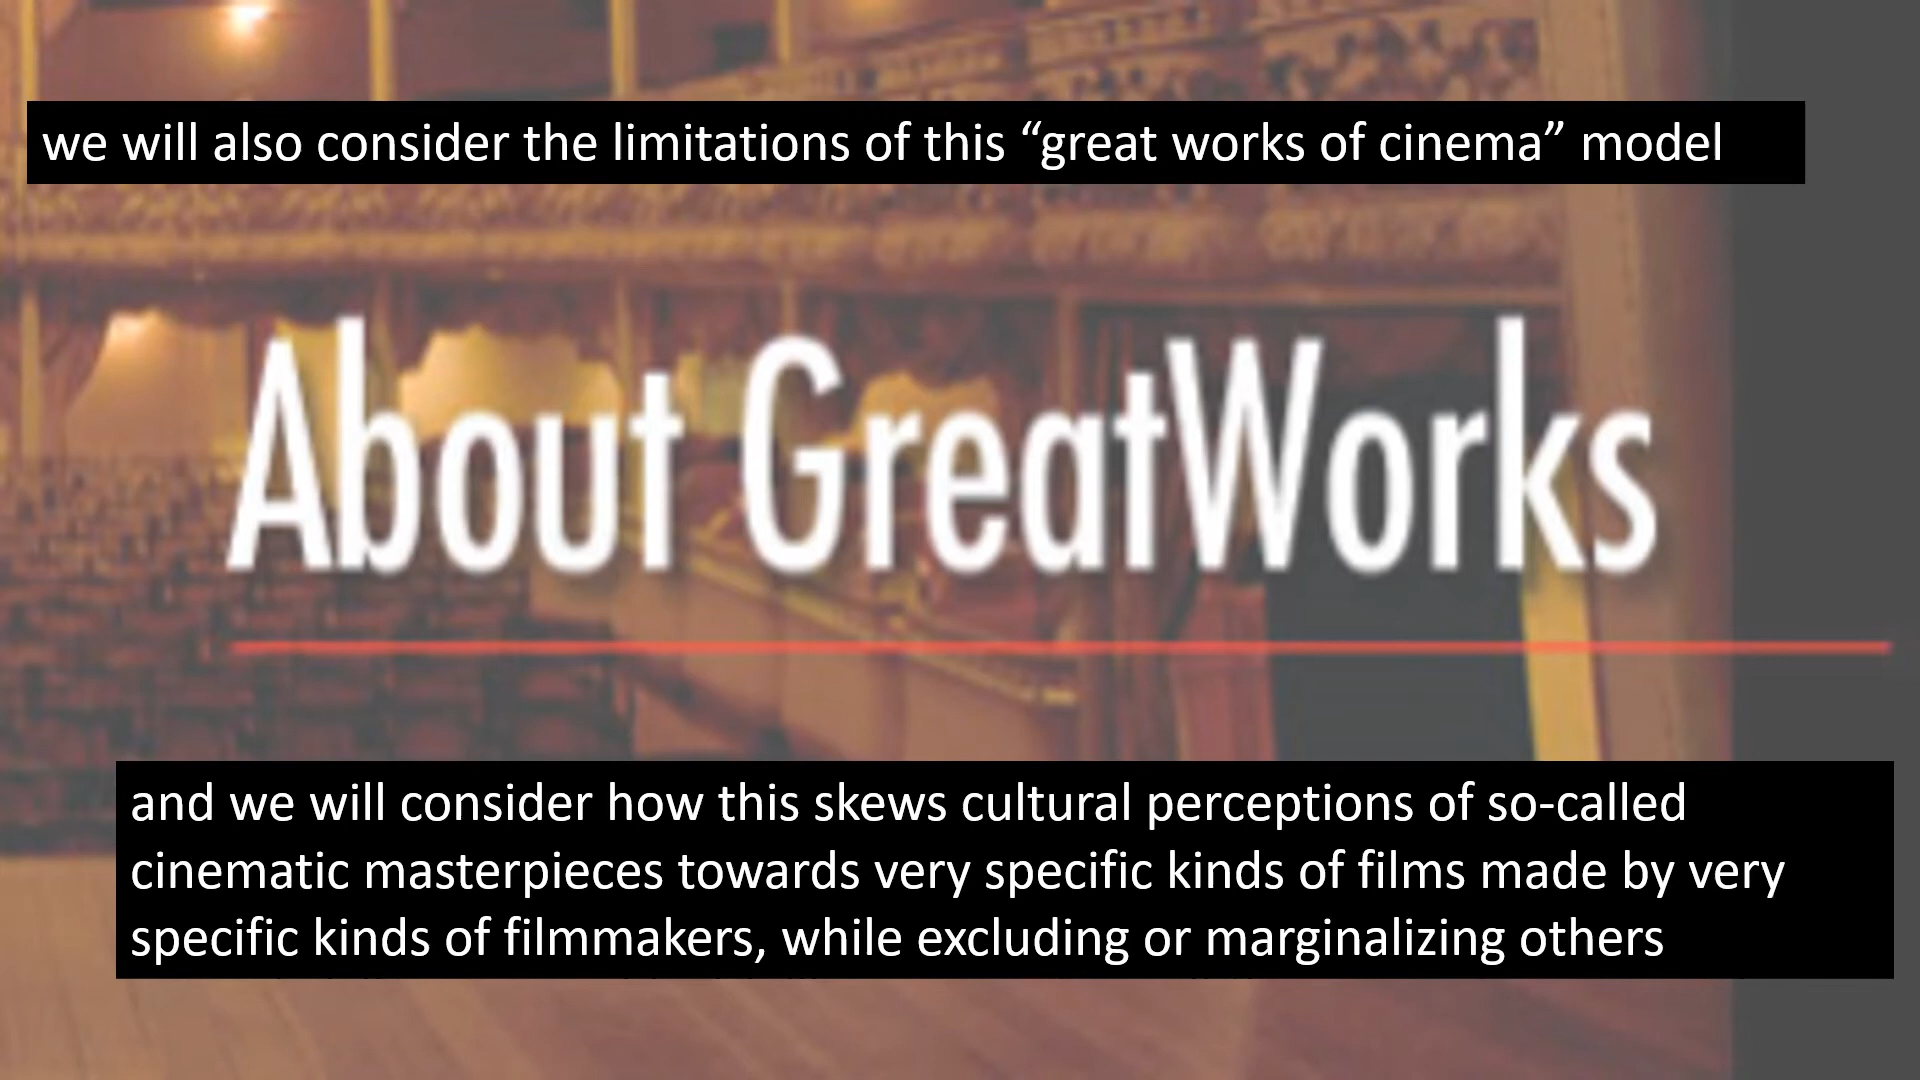 we will also consider the limitations of this “great works of cinema” model
About GreatWorks
and we will consider how this skews cultural perceptions of so-called
cinematic masterpieces towards very specific kinds of films made by very
specific kinds of filmmakers, while excluding or marginalizing others